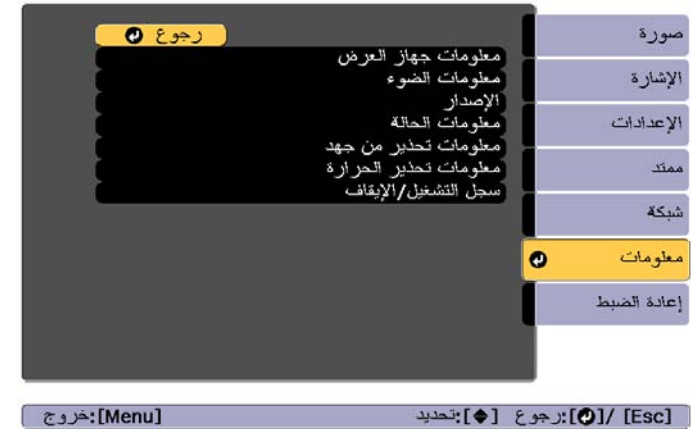 صورة
الإشارة
الإعدادات
ممتد
شبكة
معلومات
إعادة الضبط
رجوع
معلومات جهاز العرض
معلومات الضوء
الإصدار
معلومات الحالة
معلومات تحذير من جهد
معلومات تحذير الحرارة
سجل التشغيل/الإيقاف
[Esc] /[]:رجوع []:تحديد [Menu]:خروج